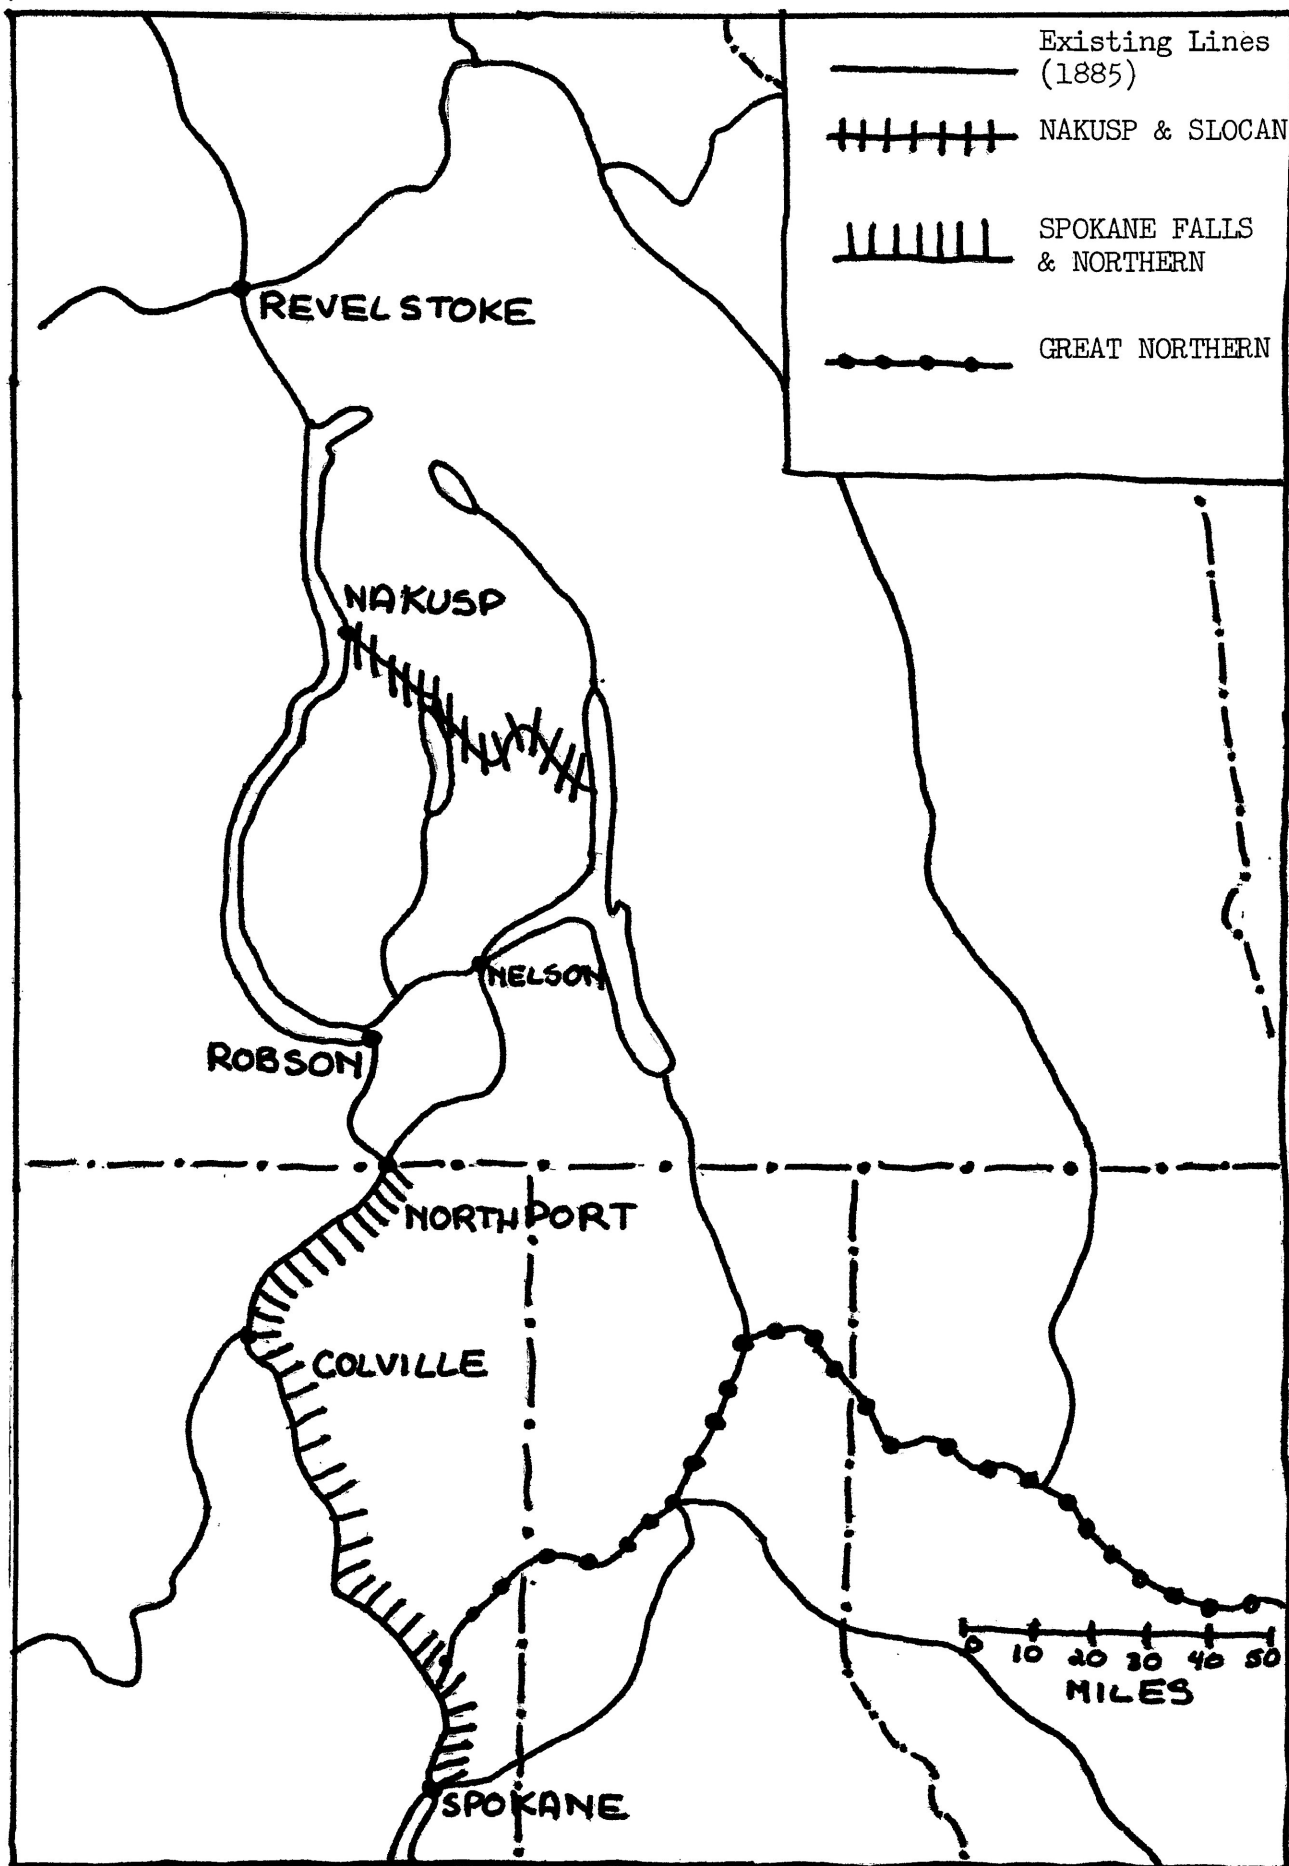 Existing Lines
(1885)
NAKUSP & SLOCAN
SPOKANE FALLS
& NORTHERN
GREAT NORTHERN
REVELSTOKE
NAKUSP
NELSON
ROBSON
NORTHPORT
COLVILLE
SPOKANE
0 10 20 30 40 50
MILES